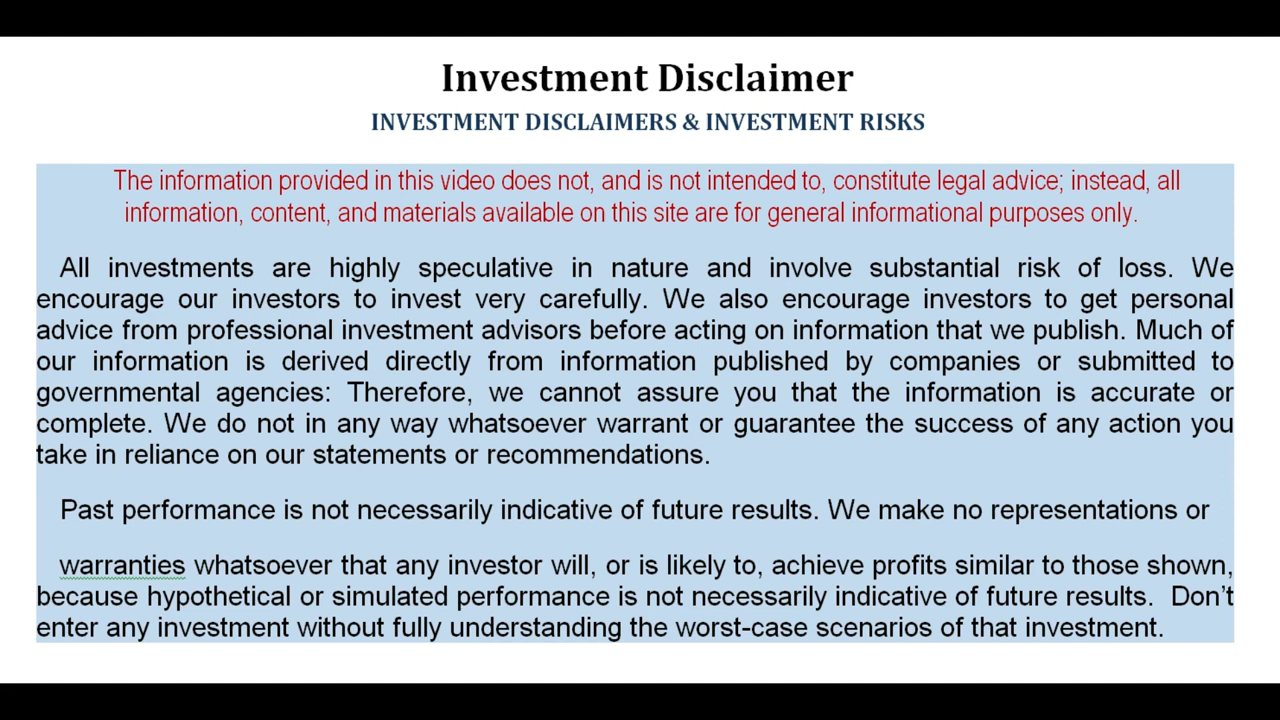 Investment Disclaimer
INVESTMENT DISCLAIMERS & INVESTMENT RISKS
The information provided in this video does not, and is not intended to, constitute legal advice; instead, all
information, content, and materials available on this site are for general informational purposes only.
All investments are highly speculative in nature and involve substantial risk of loss. We
encourage our investors to invest very carefully. We also encourage investors to get personal
advice from professional investment advisors before acting on information that we publish. Much of
our information is derived directly from information published by companies or submitted to
governmental agencies: Therefore, we cannot assure you that the information is accurate or
complete. We do not in any way whatsoever warrant or guarantee the success of any action you
take in reliance on our statements or recommendations.
Past performance is not necessarily indicative of future results. We make no representations or
warranties whatsoever that any investor will, or is likely to, achieve profits similar to those shown,
because hypothetical or simulated performance is not necessarily indicative of future results.  Don’t
enter any investment without fully understanding the worst-case scenarios of that investment.